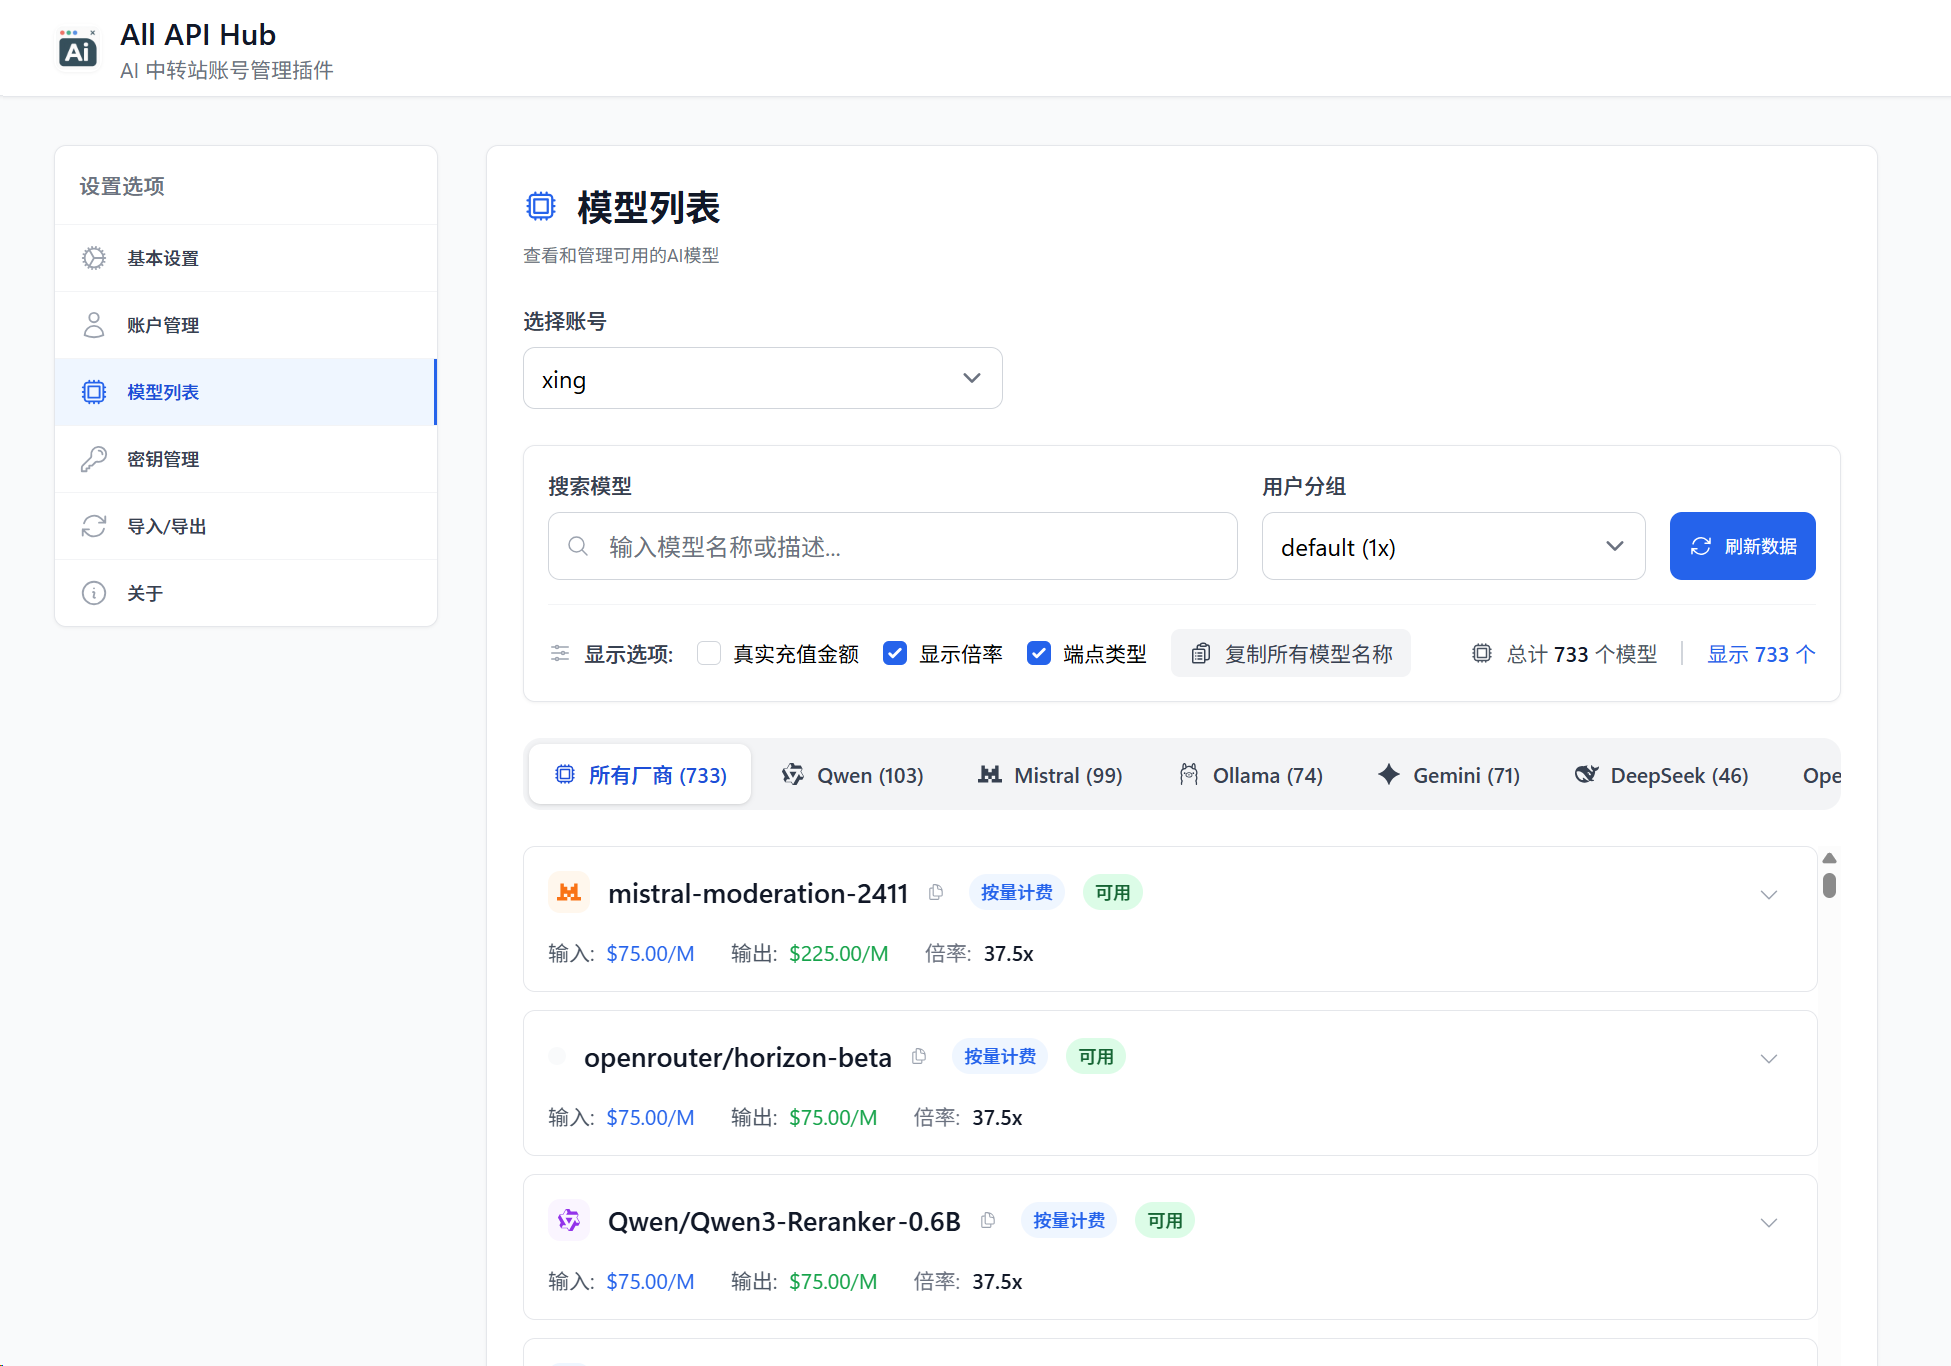 Ai
All API Hub
AI 中转站账号管理插件
设置选项
基本设置
账户管理
模型列表
密钥管理
导入/导出
关于
模型列表
查看和管理可用的AI模型
选择账号
xing
搜索模型
用户分组
输入模型名称或描述...
default (1x)
刷新数据
显示选项: 真实充值金额 显示倍率 端点类型 复制所有模型名称 总计 733 个模型 显示 733 个
所有厂商 (733) Qwen (103) Mistral (99) Ollama (74) Gemini (71) DeepSeek (46) Ope
mistral-moderation-2411 按量计费 可用
输入: $75.00/M 输出: $225.00/M 倍率: 37.5x
openrouter/horizon-beta 按量计费 可用
输入: $75.00/M 输出: $75.00/M 倍率: 37.5x
Qwen/Qwen3-Reranker-0.6B 按量计费 可用
输入: $75.00/M 输出: $75.00/M 倍率: 37.5x